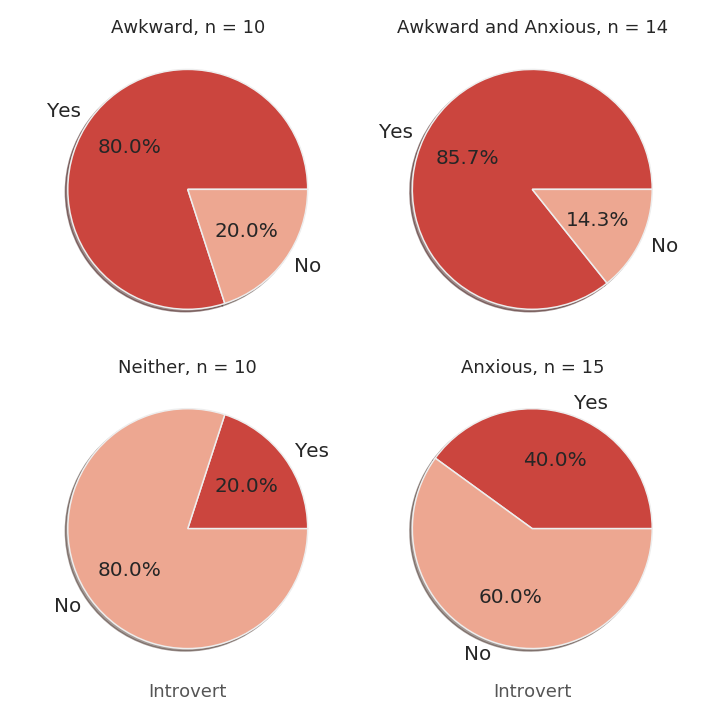 Awkward, n = 10
Awkward and Anxious, n = 14
Yes
80.0%
20.0%
No
Yes
85.7%
14.3%
No
Neither, n = 10
Anxious, n = 15
Yes
20.0%
80.0%
No
Yes
40.0%
60.0%
No
Introvert
Introvert